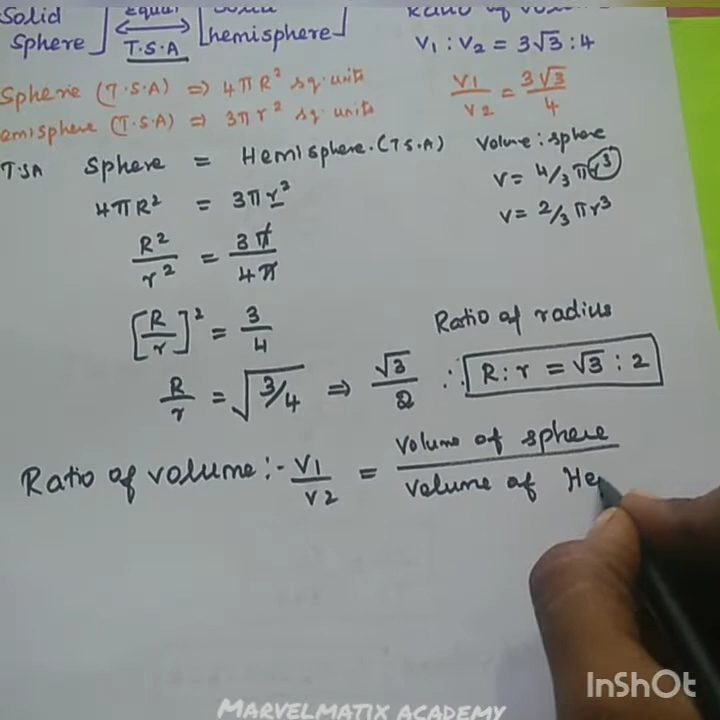 Solid
Sphere
Equal
T.S.A
hemisphere
V1 : V2 = 3√3 : 4
Sphere (T.S.A) ⇒ 4πR² sq. units
emisphere (T.S.A) ⇒ 3πr² sq. units
V1/V2 = 3√3/4
T.SA Sphere = Hemisphere.(T.S.A)
Volume : sphere
V = 4/3 πr³
V = 2/3 πr³
4πR² = 3πr²
R²/r² = 3π/4π
[R/r]² = 3/4
Ratio of radius
R/r = √3/4 ⇒ √3/2 ∴ R : r = √3 : 2
Ratio of volume :- V1/V2 = volume of sphere/volume of He
InShOt
MARVELMATIX ACADEMY